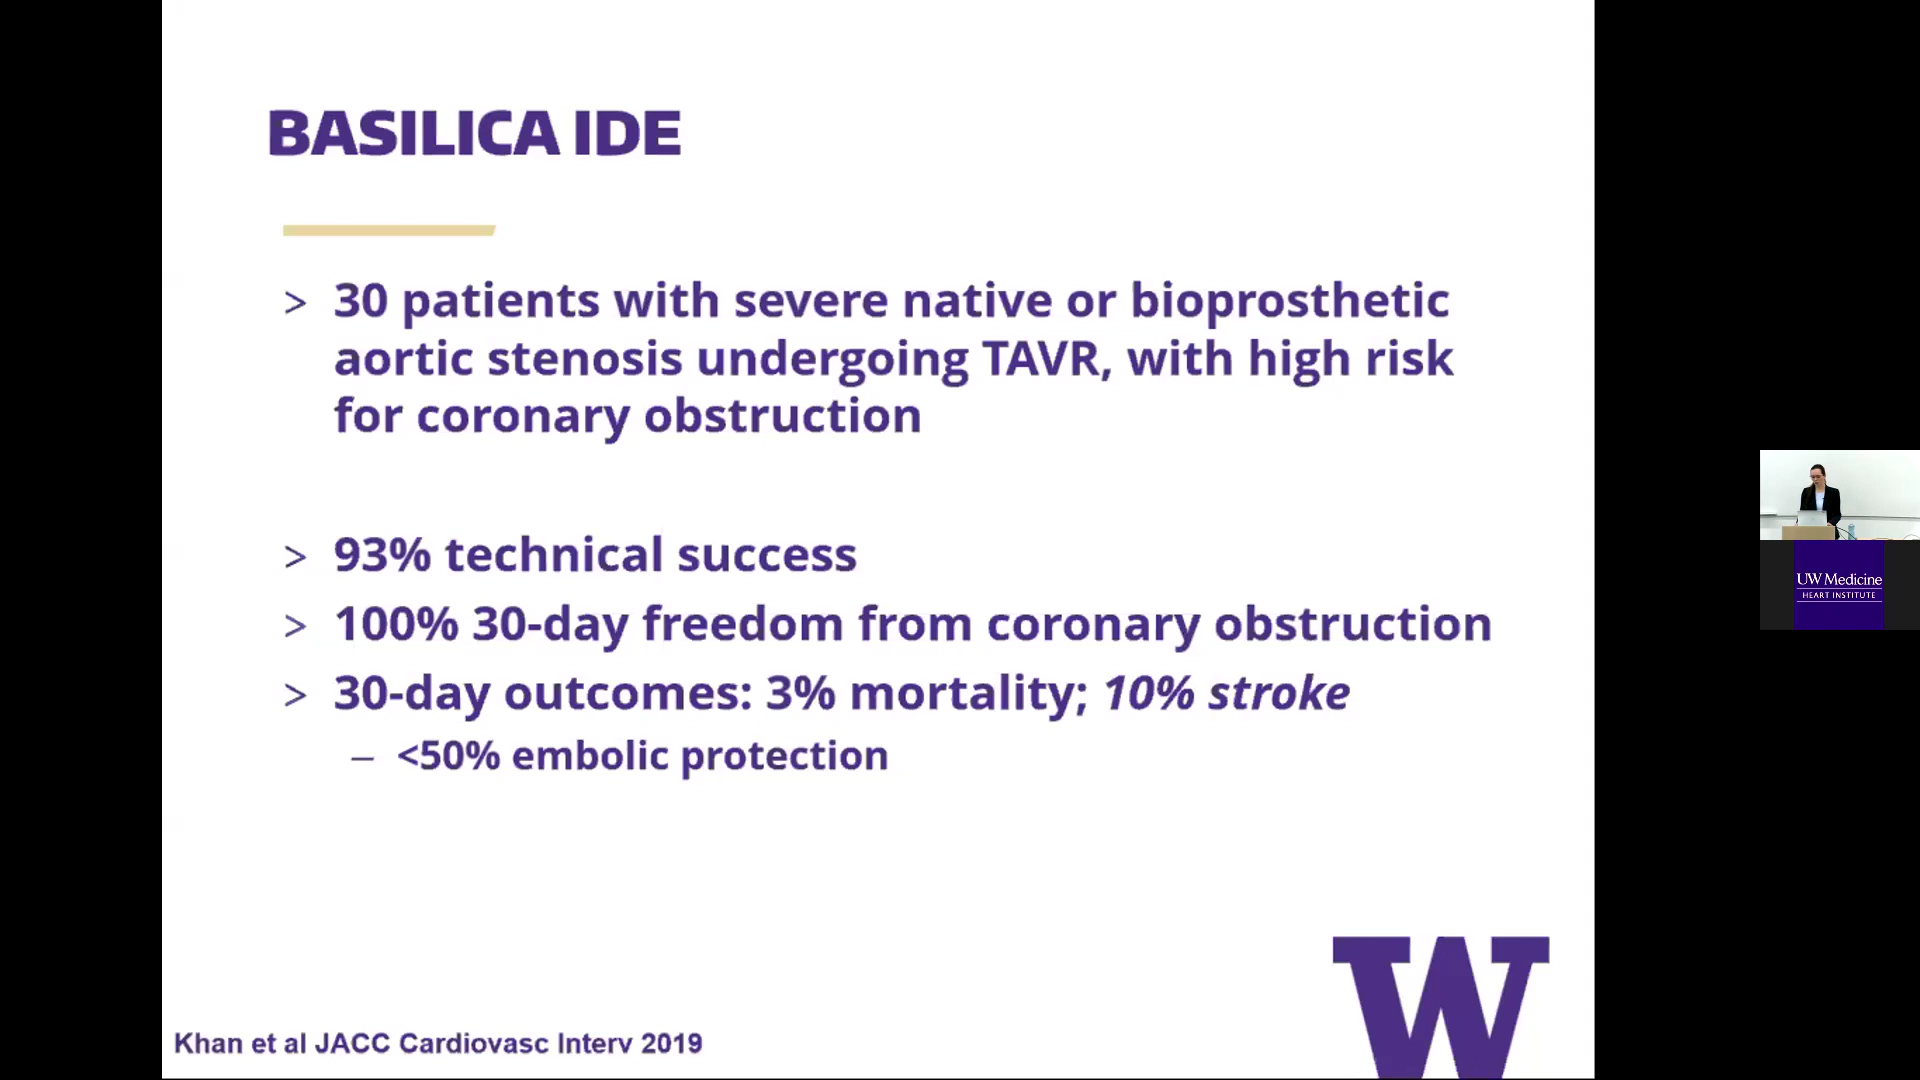 BASILICA IDE
> 30 patients with severe native or bioprosthetic
aortic stenosis undergoing TAVR, with high risk
for coronary obstruction
> 93% technical success
> 100% 30-day freedom from coronary obstruction
> 30-day outcomes: 3% mortality; 10% stroke
– <50% embolic protection
Khan et al JACC Cardiovasc Interv 2019
W
UW Medicine
HEART INSTITUTE